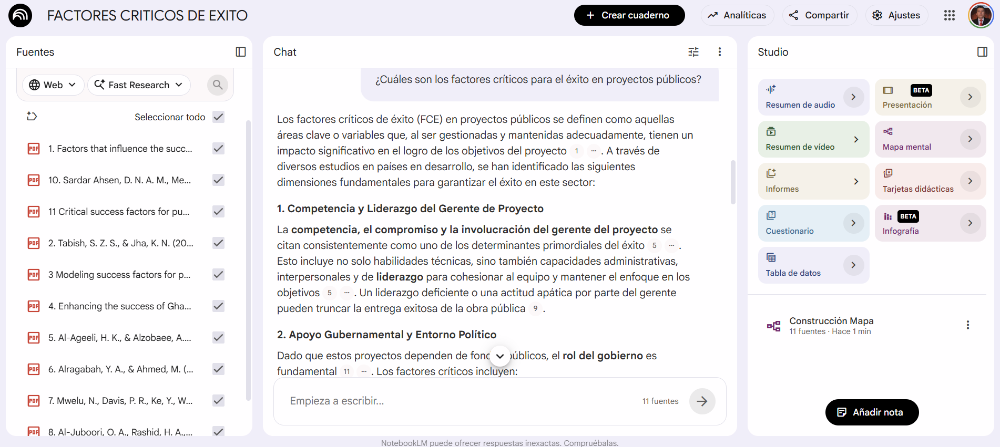 FACTORES CRITICOS DE EXITO
Crear cuaderno
Analíticas
Compartir
Ajustes
Fuentes
Web
Fast Research
Seleccionar todo
PDF 1. Factors that influence the succ...
PDF 10. Sardar Ahsen, D. N. A. M., Me...
PDF 11 Critical success factors for pu...
PDF 2. Tabish, S. Z. S., & Jha, K. N. (20...
PDF 3 Modeling success factors for p...
PDF 4. Enhancing the success of Gha...
PDF 5. Al-Ageeli, H. K., & Alzobaee, A....
PDF 6. Alragabah, Y. A., & Ahmed, M. (...
PDF 7. Mwelu, N., Davis, P. R., Ke, Y., W...
PDF 8. Al-Juboori, O. A., Rashid, H. A.,...
Chat
¿Cuáles son los factores críticos para el éxito en proyectos públicos?
Los factores críticos de éxito (FCE) en proyectos públicos se definen como aquellas
áreas clave o variables que, al ser gestionadas y mantenidas adecuadamente, tienen un
impacto significativo en el logro de los objetivos del proyecto 1 ... . A través de
diversos estudios en países en desarrollo, se han identificado las siguientes
dimensiones fundamentales para garantizar el éxito en este sector:
1. Competencia y Liderazgo del Gerente de Proyecto
La competencia, el compromiso y la involucración del gerente del proyecto se
citan consistentemente como uno de los determinantes primordiales del éxito 5 ... .
Esto incluye no solo habilidades técnicas, sino también capacidades administrativas,
interpersonales y de liderazgo para cohesionar al equipo y mantener el enfoque en los
objetivos 5 ... . Un liderazgo deficiente o una actitud apática por parte del gerente
pueden truncar la entrega exitosa de la obra pública 9 .
2. Apoyo Gubernamental y Entorno Político
Dado que estos proyectos dependen de fond públicos, el rol del gobierno es
fundamental 11 ... . Los factores críticos incluyen:
Empieza a escribir...
11 fuentes
Studio
Resumen de audio
BETA
Presentación
Resumen de vídeo
Mapa mental
Informes
Tarjetas didácticas
Cuestionario
BETA
Infografía
Tabla de datos
Construcción Mapa
11 fuentes · Hace 1 min
Añadir nota
NotebookLM puede ofrecer respuestas inexactas. Compruébalas.